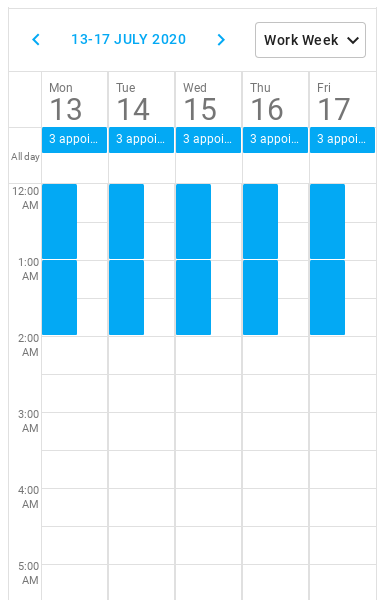 13-17 JULY 2020
Work Week
Mon Tue Wed Thu Fri
13 14 15 16 17
3 appoi... 3 appoi... 3 appoi... 3 appoi... 3 appoi...
All day
12:00
AM
1:00
AM
2:00
AM
3:00
AM
4:00
AM
5:00
AM